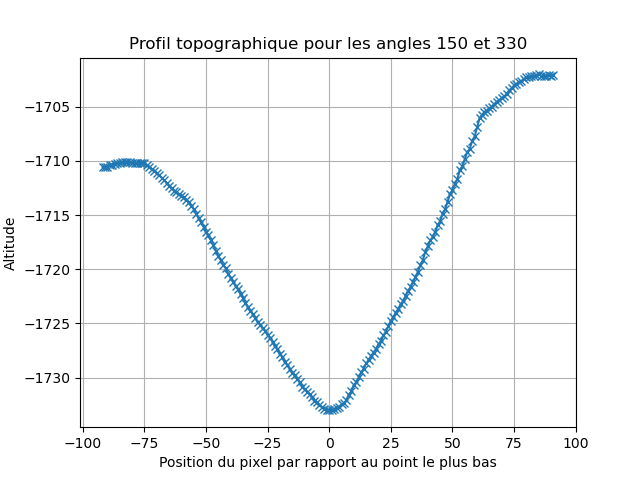 Profil topographique pour les angles 150 et 330
Altitude
−1705
−1710
−1715
−1720
−1725
−1730
−100 −75 −50 −25 0 25 50 75 100
Position du pixel par rapport au point le plus bas